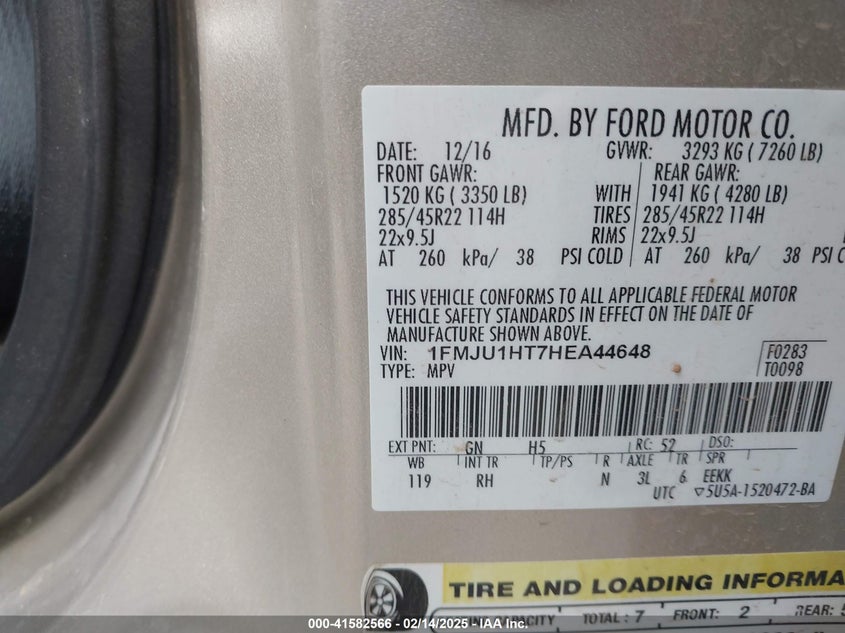 MFD. BY FORD MOTOR CO.
DATE: 12/16 GVWR: 3293 KG ( 7260 LB)
FRONT GAWR: REAR GAWR:
1520 KG ( 3350 LB) WITH 1941 KG ( 4280 LB)
285/45R22 114H TIRES 285/45R22 114H
22x9.5J RIMS 22x9.5J
AT 260 kPa/ 38 PSI COLD AT 260 kPa/ 38 PSI
THIS VEHICLE CONFORMS TO ALL APPLICABLE FEDERAL MOTOR
VEHICLE SAFETY STANDARDS IN EFFECT ON THE DATE OF
MANUFACTURE SHOWN ABOVE.
VIN: 1FMJU1HT7HEA44648 F0283
TYPE: MPV T0098
EXT PNT: GN H5 RC: 52 DSO:
WB INT TR TP/PS R AXLE TR SPR
119 RH N 3L 6 EEKK
UTC ▽5U5A-1520472-BA
TIRE AND LOADING
TOTAL : 7 FRONT: 2 REAR:
000-41582566 - 02/14/2025 - IAA Inc.